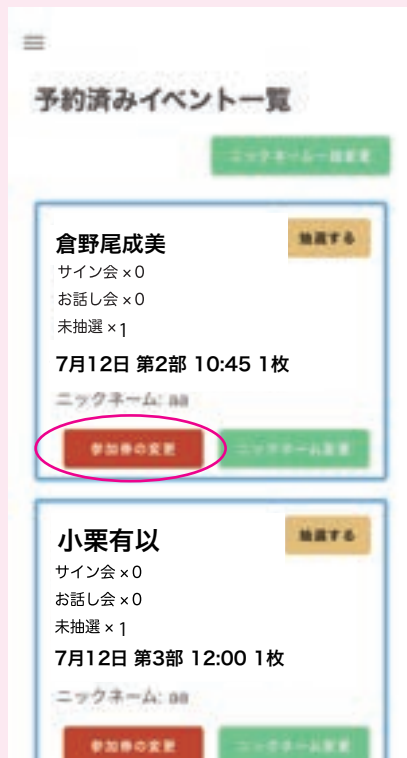 予約済みイベント一覧
ニックネーム一括変更
倉野尾成美
抽選する
サイン会 ×0
お話し会 ×0
未抽選 ×1
7月12日 第2部 10:45 1枚
ニックネーム: aa
参加券の変更
ニックネーム変更
小栗有以
抽選する
サイン会 ×0
お話し会 ×0
未抽選 × 1
7月12日 第3部 12:00 1枚
ニックネーム: aa
参加券の変更
ニックネーム変更